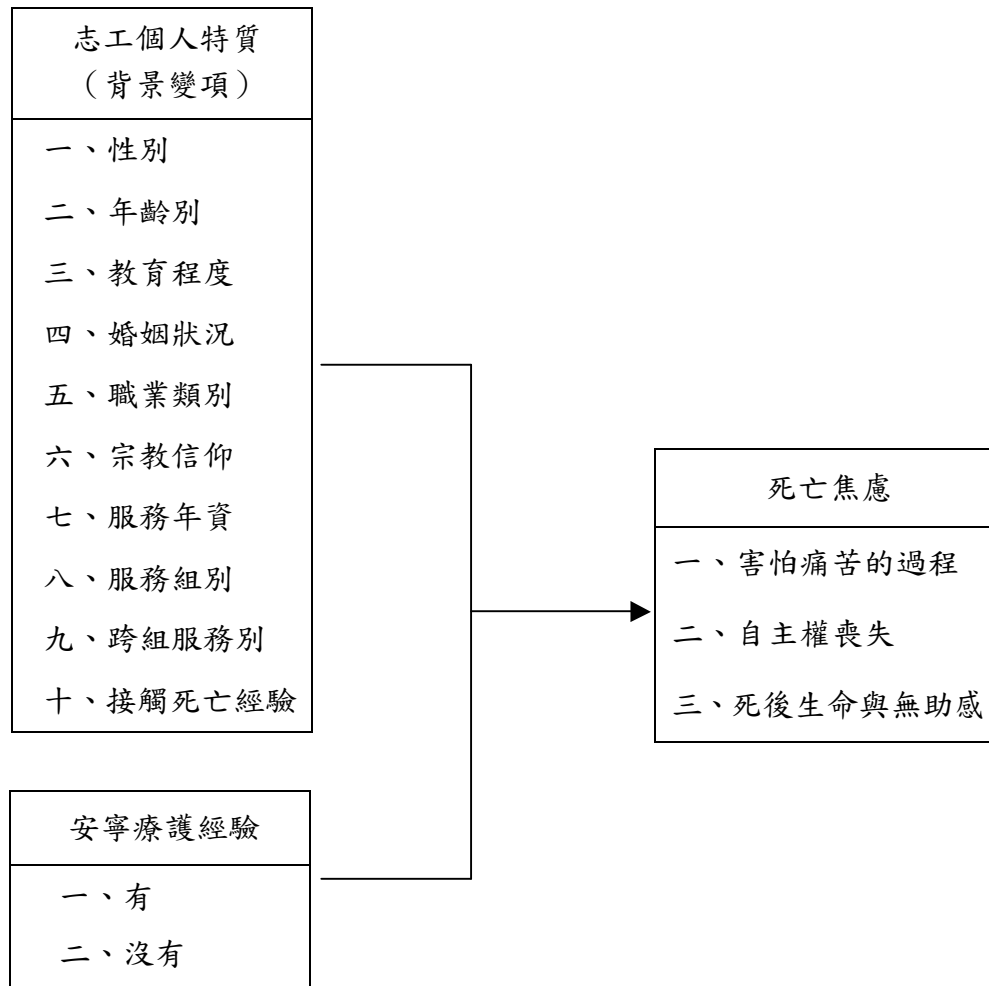 志工個人特質
（背景變項）
一、性別
二、年齡別
三、教育程度
四、婚姻狀況
五、職業類別
六、宗教信仰
七、服務年資
八、服務組別
九、跨組服務別
十、接觸死亡經驗
安寧療護經驗
一、有
二、沒有
死亡焦慮
一、害怕痛苦的過程
二、自主權喪失
三、死後生命與無助感